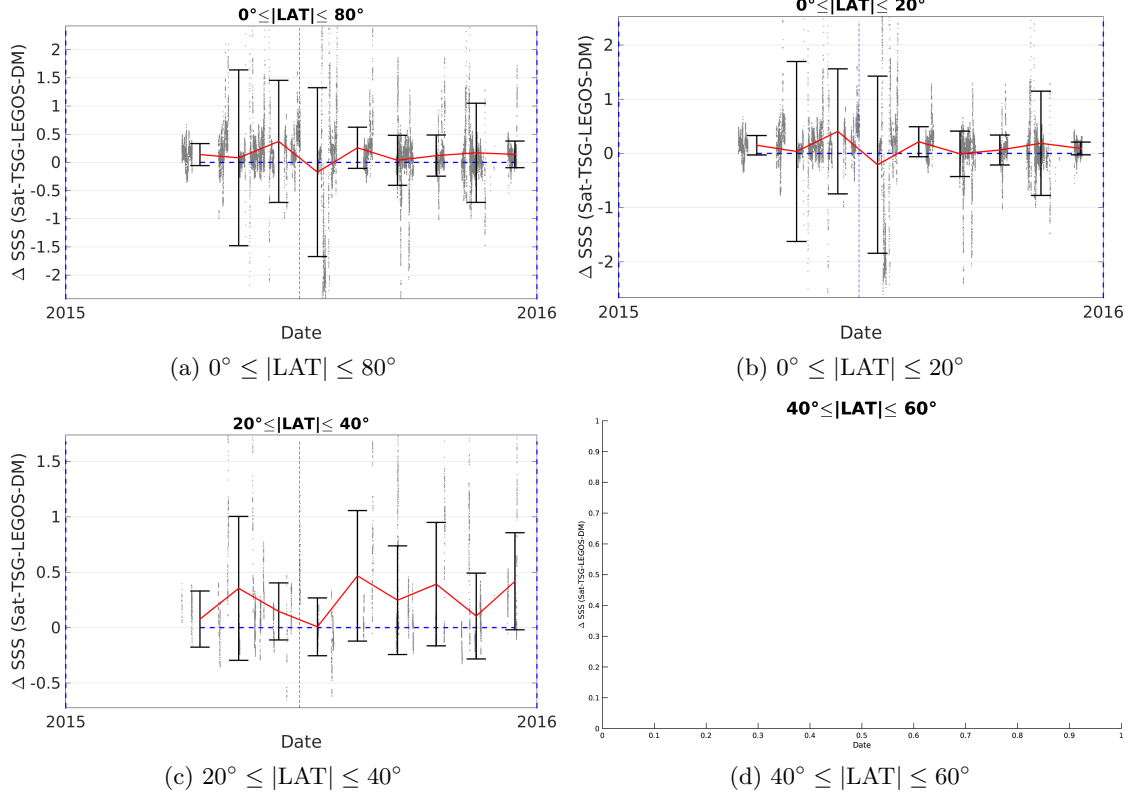 0°≤|LAT|≤ 80°
Δ SSS (Sat-TSG-LEGOS-DM)
2
1.5
1
0.5
0
-0.5
-1
-1.5
-2
2015
2016
Date
(a) 0° ≤ |LAT| ≤ 80°
0°≤|LAT|≤ 20°
Δ SSS (Sat-TSG-LEGOS-DM)
2
1
0
-1
-2
2015
2016
Date
(b) 0° ≤ |LAT| ≤ 20°
20°≤|LAT|≤ 40°
Δ SSS (Sat-TSG-LEGOS-DM)
1.5
1
0.5
0
-0.5
2015
2016
Date
(c) 20° ≤ |LAT| ≤ 40°
40°≤|LAT|≤ 60°
Δ SSS (Sat-TSG-LEGOS-DM)
1
0.9
0.8
0.7
0.6
0.5
0.4
0.3
0.2
0.1
0
0 0.1 0.2 0.3 0.4 0.5 0.6 0.7 0.8 0.9 1
Date
(d) 40° ≤ |LAT| ≤ 60°